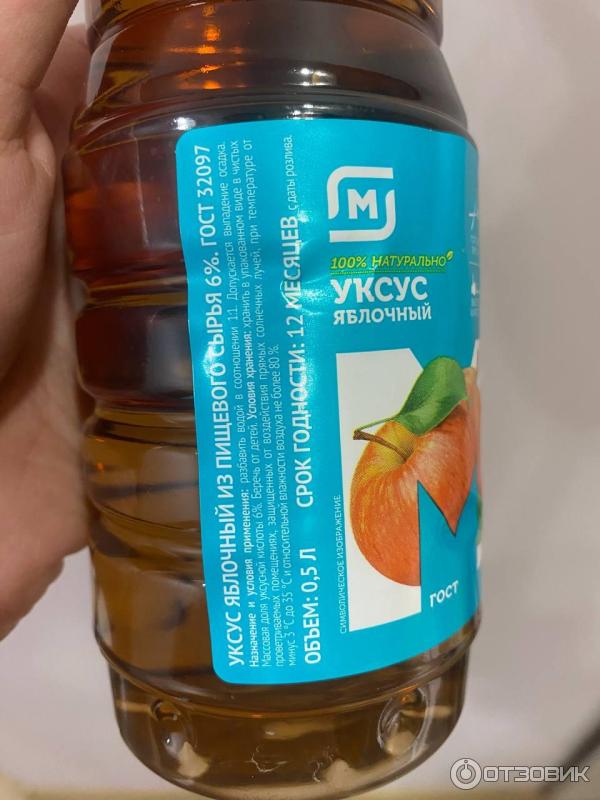 М
100% НАТУРАЛЬНО
УКСУС
ЯБЛОЧНЫЙ
ГОСТ
СИМВОЛИЧЕСКОЕ ИЗОБРАЖЕНИЕ
УКСУС ЯБЛОЧНЫЙ ИЗ ПИЩЕВОГО СЫРЬЯ 6%. ГОСТ 32097
Назначение и условия применения: разбавить водой в соотношении 1:1. Допускается выпадение осадка.
Массовая доля уксусной кислоты 6%. Беречь от детей. Условия хранения: хранить в упакованном виде в чистых
проветриваемых помещениях, защищенных от воздействия прямых солнечных лучей, при температуре от
минус 3 °С до 35 °С и относительной влажности воздуха не более 80 %.
ОБЪЕМ: 0,5 Л СРОК ГОДНОСТИ: 12 МЕСЯЦЕВ с даты розлива.
ОТЗОВИК